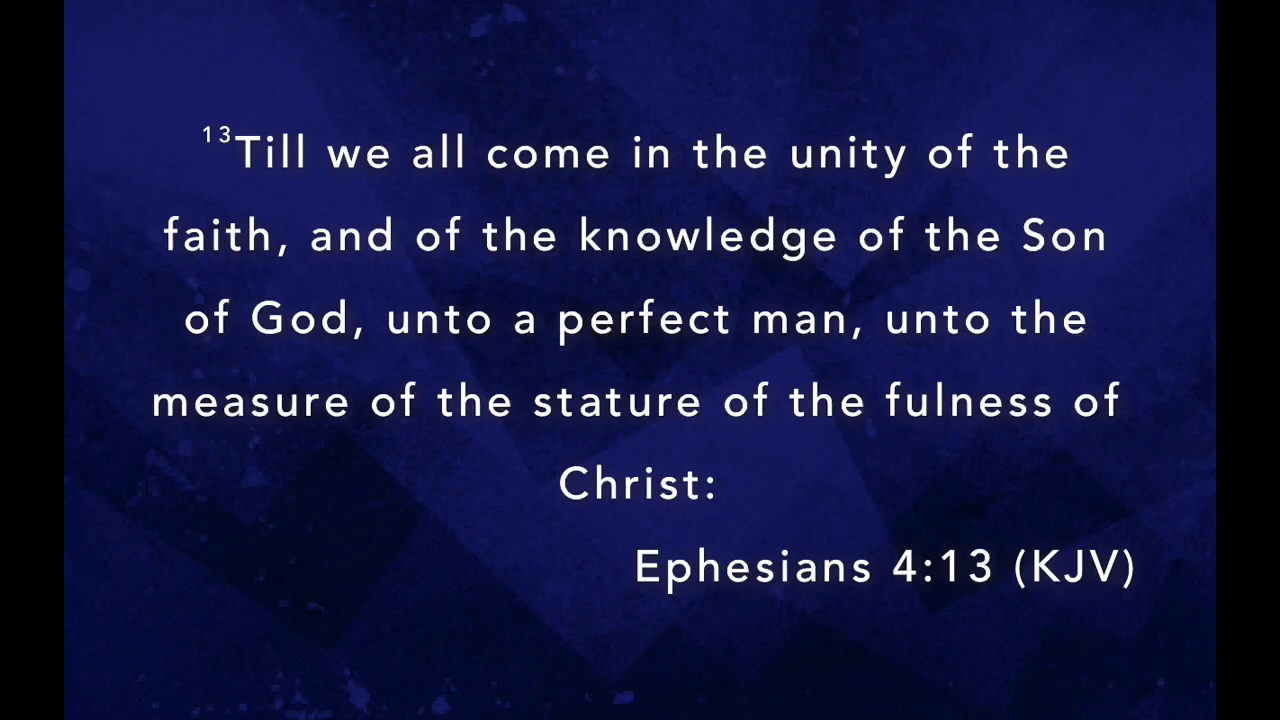 ¹³Till we all come in the unity of the
faith, and of the knowledge of the Son
of God, unto a perfect man, unto the
measure of the stature of the fulness of
Christ:
Ephesians 4:13 (KJV)